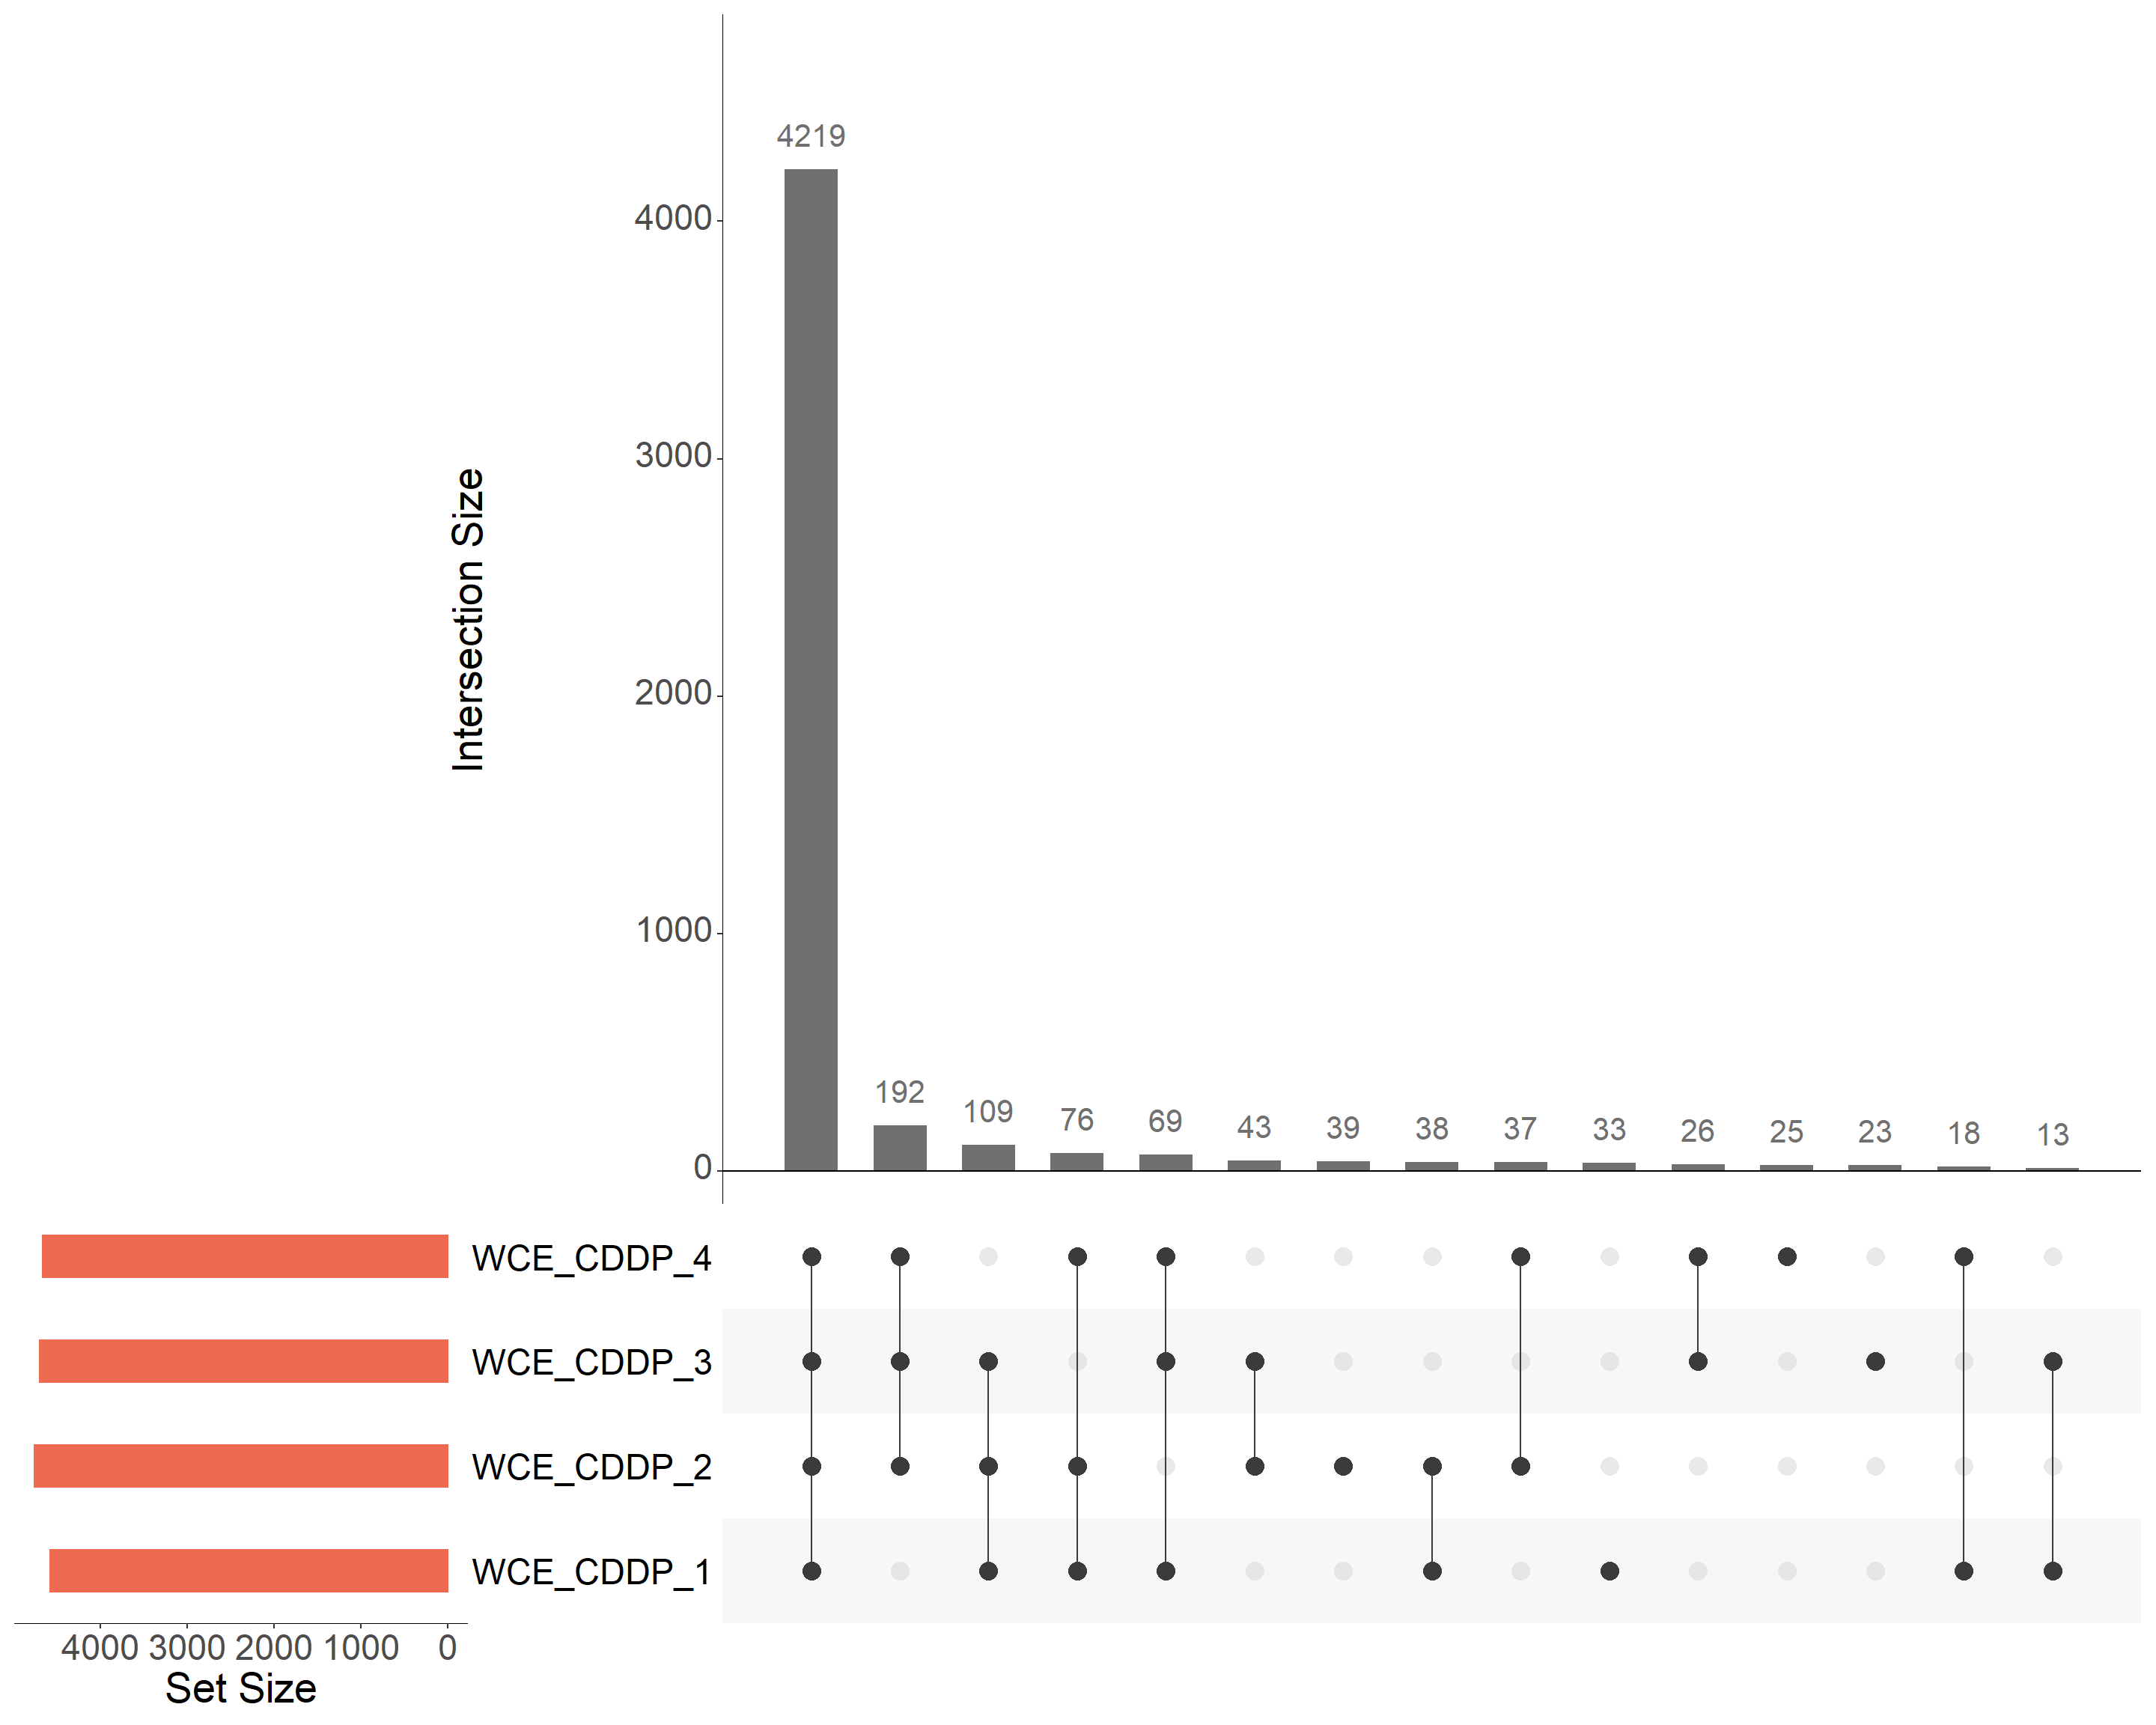 4219
4000
3000
2000
1000
0
Intersection Size
192 109 76 69 43 39 38 37 33 26 25 23 18 13
WCE_CDDP_4
WCE_CDDP_3
WCE_CDDP_2
WCE_CDDP_1
4000 3000 2000 1000 0
Set Size